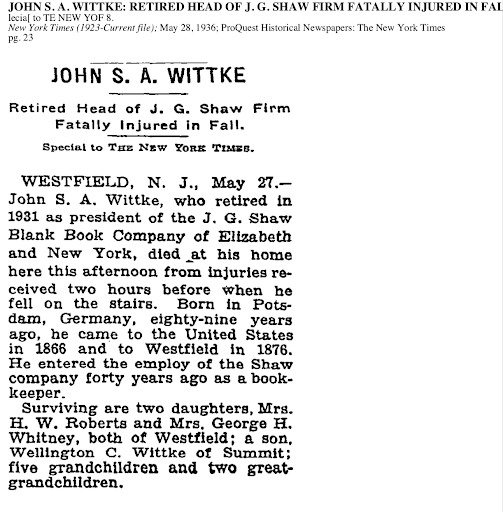 JOHN S. A. WITTKE: RETIRED HEAD OF J. G. SHAW FIRM FATALLY INJURED IN FAL
lecia[ to TE NEW YOF 8.
New York Times (1923-Current file); May 28, 1936; ProQuest Historical Newspapers: The New York Times
pg. 23
JOHN S. A. WITTKE
Retired Head of J. G. Shaw Firm
Fatally Injured in Fall.
Special to THE NEW YORK TIMES.
WESTFIELD, N. J., May 27.—
John S. A. Wittke, who retired in
1931 as president of the J. G. Shaw
Blank Book Company of Elizabeth
and New York, died at his home
here this afternoon from injuries re-
ceived two hours before when he
fell on the stairs. Born in Pots-
dam, Germany, eighty-nine years
ago, he came to the United States
in 1866 and to Westfield in 1876.
He entered the employ of the Shaw
company forty years ago as a book-
keeper.
Surviving are two daughters, Mrs.
H. W. Roberts and Mrs. George H.
Whitney, both of Westfield; a son,
Wellington C. Wittke of Summit;
five grandchildren and two great-
grandchildren.